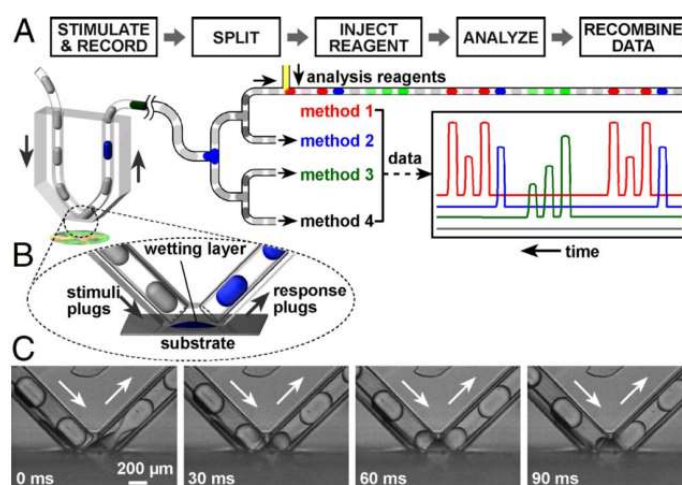 A
STIMULATE & RECORD
SPLIT
INJECT REAGENT
ANALYZE
RECOMBINE DATA
analysis reagents
method 1
method 2
method 3
method 4
data
time
B
wetting layer
stimuli plugs
response plugs
substrate
C
0 ms
200 µm
30 ms
60 ms
90 ms